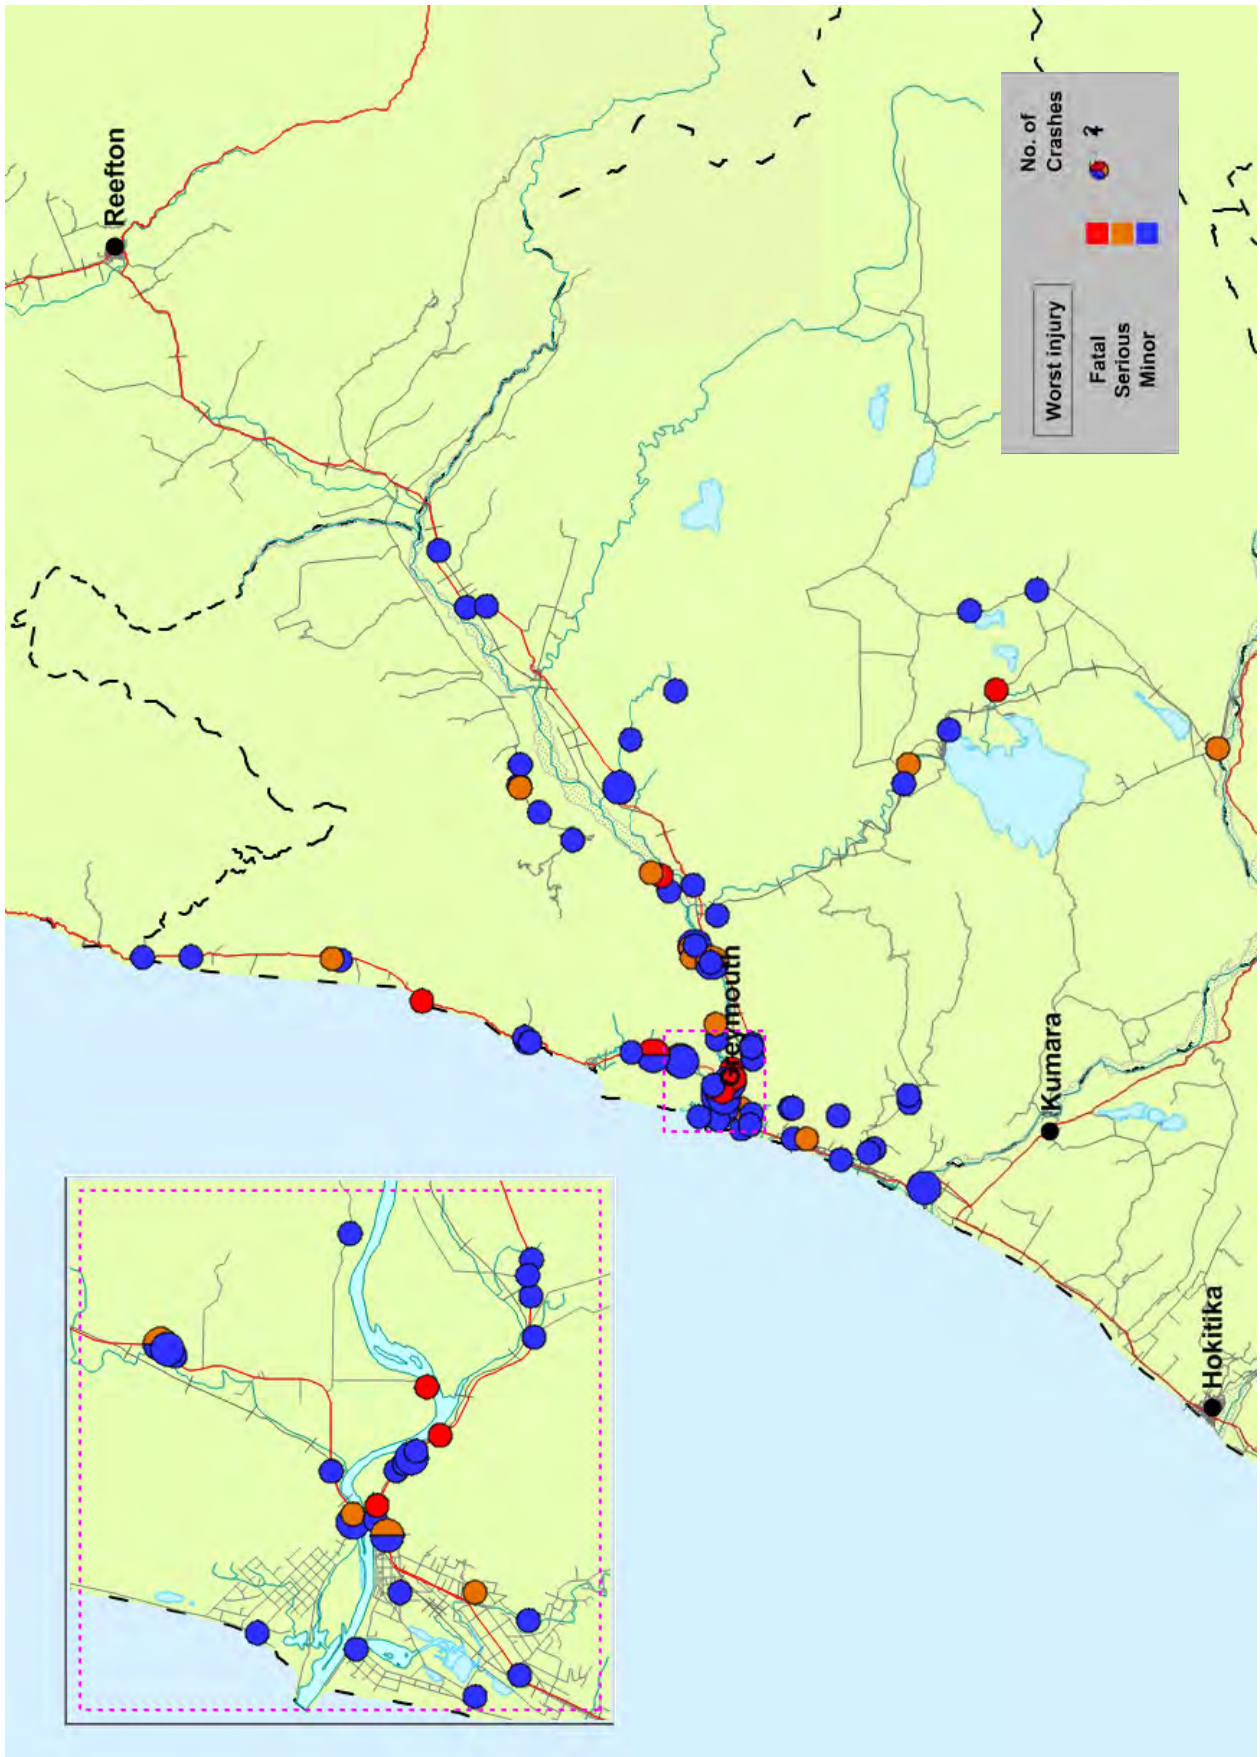 Reefton
Greymouth
Kumara
Hokitika
Worst injury
No. of
Crashes
Fatal
Serious
Minor